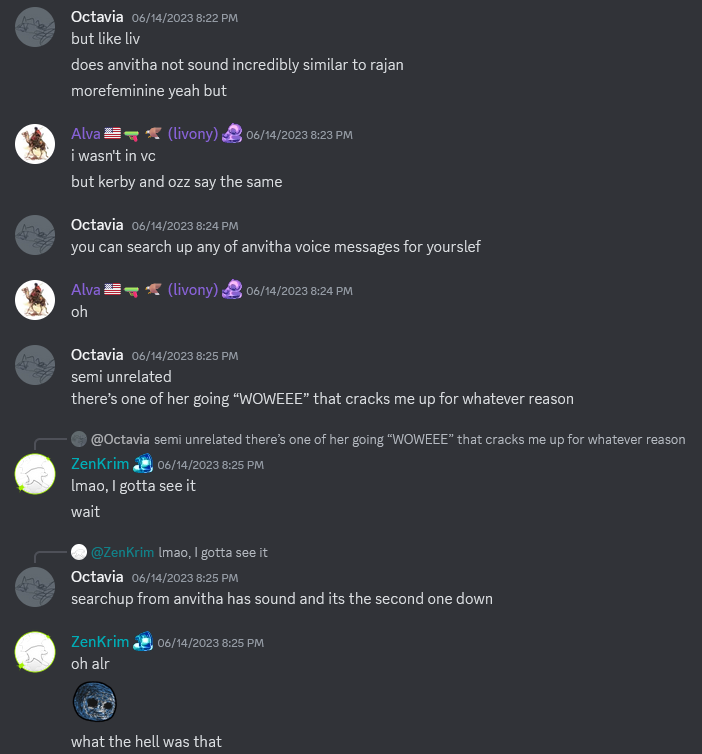 Octavia 06/14/2023 8:22 PM
but like liv
does anvitha not sound incredibly similar to rajan
morefeminine yeah but
Alva (livony) 06/14/2023 8:23 PM
i wasn't in vc
but kerby and ozz say the same
Octavia 06/14/2023 8:24 PM
you can search up any of anvitha voice messages for yourslef
Alva (livony) 06/14/2023 8:24 PM
oh
Octavia 06/14/2023 8:25 PM
semi unrelated
there’s one of her going “WOWEEE” that cracks me up for whatever reason
@Octavia semi unrelated there’s one of her going “WOWEEE” that cracks me up for whatever reason
ZenKrim 06/14/2023 8:25 PM
lmao, I gotta see it
wait
@ZenKrim lmao, I gotta see it
Octavia 06/14/2023 8:25 PM
searchup from anvitha has sound and its the second one down
ZenKrim 06/14/2023 8:25 PM
oh alr
what the hell was that